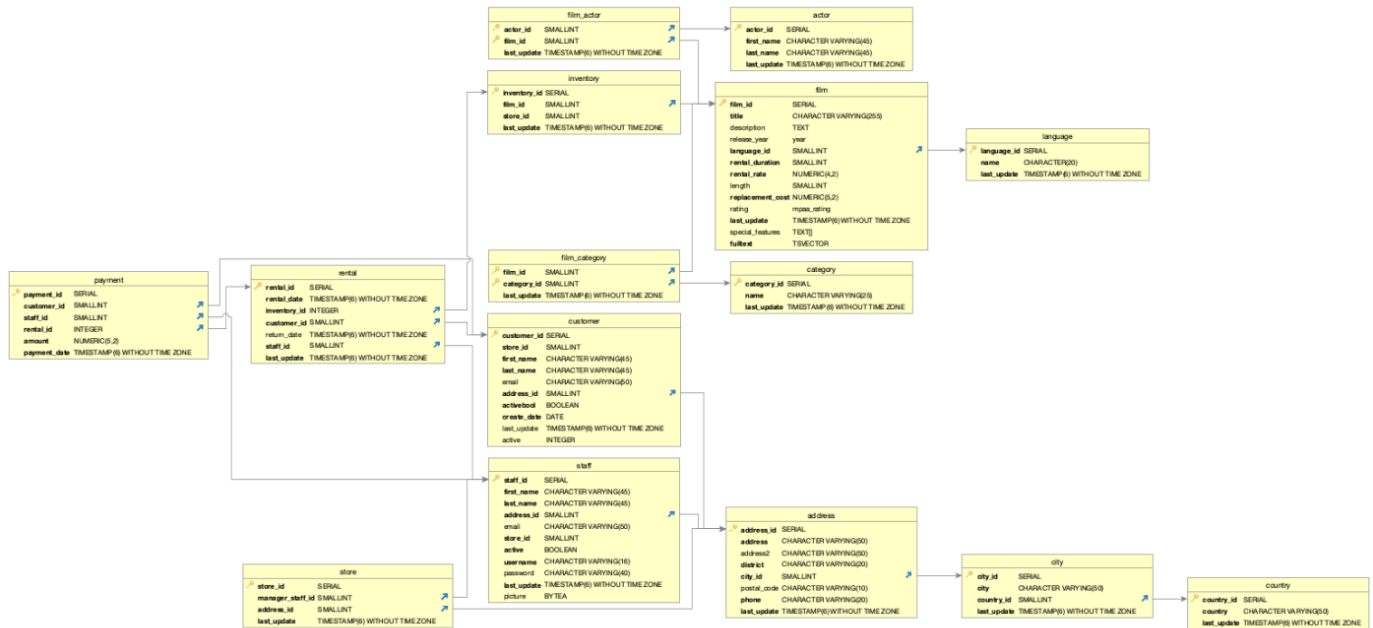 film_actor
actor_id SMALLINT
film_id SMALLINT
last_update TIMESTAMP(6) WITHOUT TIME ZONE
actor
actor_id SERIAL
first_name CHARACTER VARYING(45)
last_name CHARACTER VARYING(45)
last_update TIMESTAMP(6) WITHOUT TIME ZONE
inventory
inventory_id SERIAL
film_id SMALLINT
store_id SMALLINT
last_update TIMESTAMP(6) WITHOUT TIME ZONE
film
film_id SERIAL
title CHARACTER VARYING(255)
description TEXT
release_year year
language_id SMALLINT
rental_duration SMALLINT
rental_rate NUMERIC(4,2)
length SMALLINT
replacement_cost NUMERIC(5,2)
rating mpaa_rating
last_update TIMESTAMP(6) WITHOUT TIME ZONE
special_features TEXT[]
fulltext TSVECTOR
language
language_id SERIAL
name CHARACTER(20)
last_update TIMESTAMP(6) WITHOUT TIME ZONE
payment
payment_id SERIAL
customer_id SMALLINT
staff_id SMALLINT
rental_id INTEGER
amount NUMERIC(5,2)
payment_date TIMESTAMP(6) WITHOUT TIME ZONE
rental
rental_id SERIAL
rental_date TIMESTAMP(6) WITHOUT TIME ZONE
inventory_id INTEGER
customer_id SMALLINT
return_date TIMESTAMP(6) WITHOUT TIME ZONE
staff_id SMALLINT
last_update TIMESTAMP(6) WITHOUT TIME ZONE
film_category
film_id SMALLINT
category_id SMALLINT
last_update TIMESTAMP(6) WITHOUT TIME ZONE
category
category_id SERIAL
name CHARACTER VARYING(25)
last_update TIMESTAMP(6) WITHOUT TIME ZONE
customer
customer_id SERIAL
store_id SMALLINT
first_name CHARACTER VARYING(45)
last_name CHARACTER VARYING(45)
email CHARACTER VARYING(50)
address_id SMALLINT
activebool BOOLEAN
create_date DATE
last_update TIMESTAMP(6) WITHOUT TIME ZONE
active INTEGER
staff
staff_id SERIAL
first_name CHARACTER VARYING(45)
last_name CHARACTER VARYING(45)
address_id SMALLINT
email CHARACTER VARYING(50)
store_id SMALLINT
active BOOLEAN
username CHARACTER VARYING(16)
password CHARACTER VARYING(40)
last_update TIMESTAMP(6) WITHOUT TIME ZONE
picture BYTEA
store
store_id SERIAL
manager_staff_id SMALLINT
address_id SMALLINT
last_update TIMESTAMP(6) WITHOUT TIME ZONE
address
address_id SERIAL
address CHARACTER VARYING(50)
address2 CHARACTER VARYING(50)
district CHARACTER VARYING(20)
city_id SMALLINT
postal_code CHARACTER VARYING(10)
phone CHARACTER VARYING(20)
last_update TIMESTAMP(6) WITHOUT TIME ZONE
city
city_id SERIAL
city CHARACTER VARYING(50)
country_id SMALLINT
last_update TIMESTAMP(6) WITHOUT TIME ZONE
country
country_id SERIAL
country CHARACTER VARYING(50)
last_update TIMESTAMP(6) WITHOUT TIME ZONE